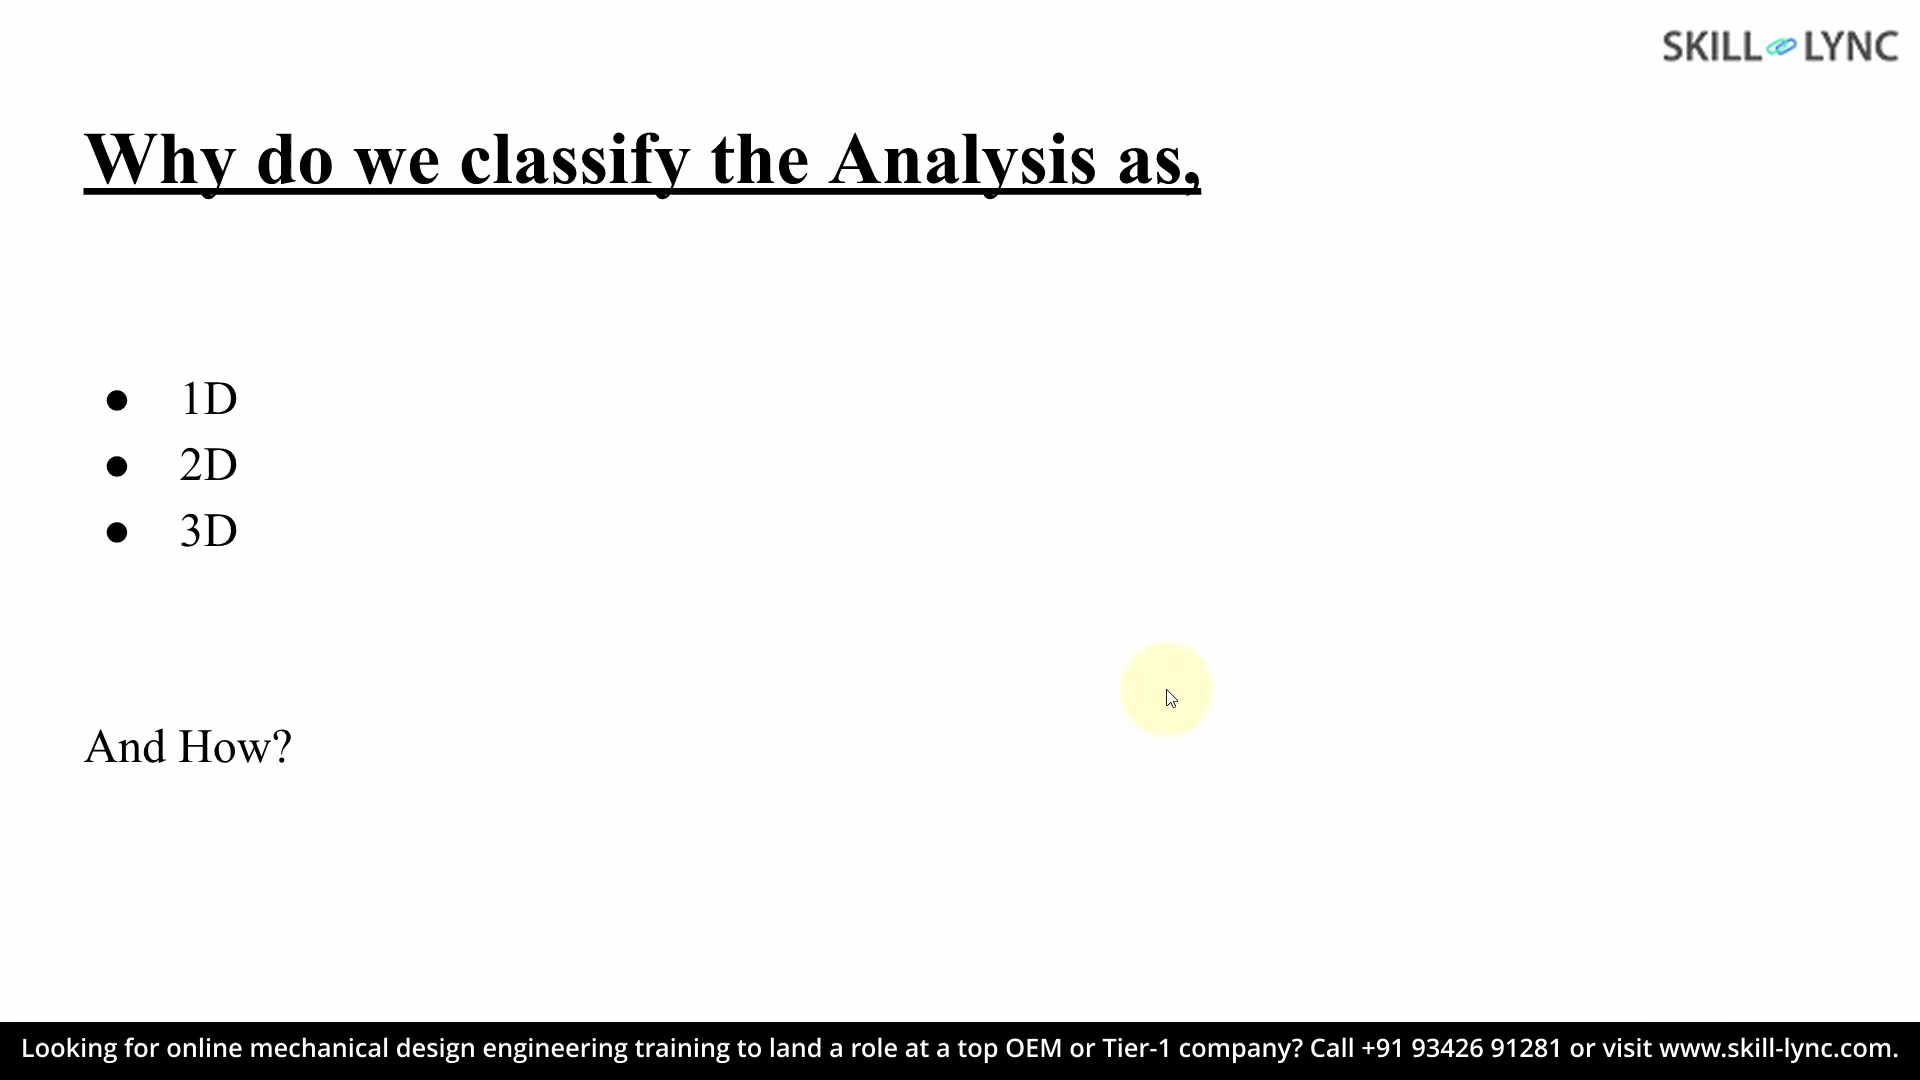 SKILL LYNC
Why do we classify the Analysis as,
● 1D
● 2D
● 3D
And How?
Looking for online mechanical design engineering training to land a role at a top OEM or Tier-1 company? Call +91 93426 91281 or visit www.skill-lync.com.